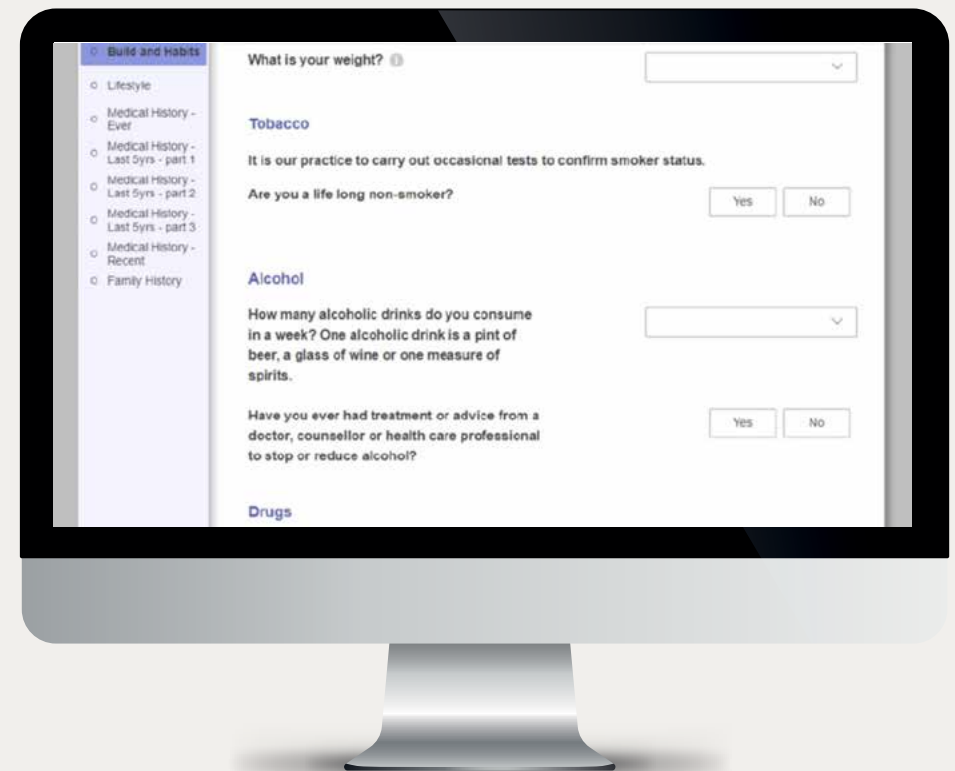 Build and Habits
Lifestyle
Medical History -
Ever
Medical History -
Last 5yrs - part 1
Medical History -
Last 5yrs - part 2
Medical History -
Last 5yrs - part 3
Medical History -
Recent
Family History
What is your weight?
Tobacco
It is our practice to carry out occasional tests to confirm smoker status.
Are you a life long non-smoker?
Yes No
Alcohol
How many alcoholic drinks do you consume
in a week? One alcoholic drink is a pint of
beer, a glass of wine or one measure of
spirits.
Have you ever had treatment or advice from a
doctor, counsellor or health care professional
to stop or reduce alcohol?
Yes No
Drugs